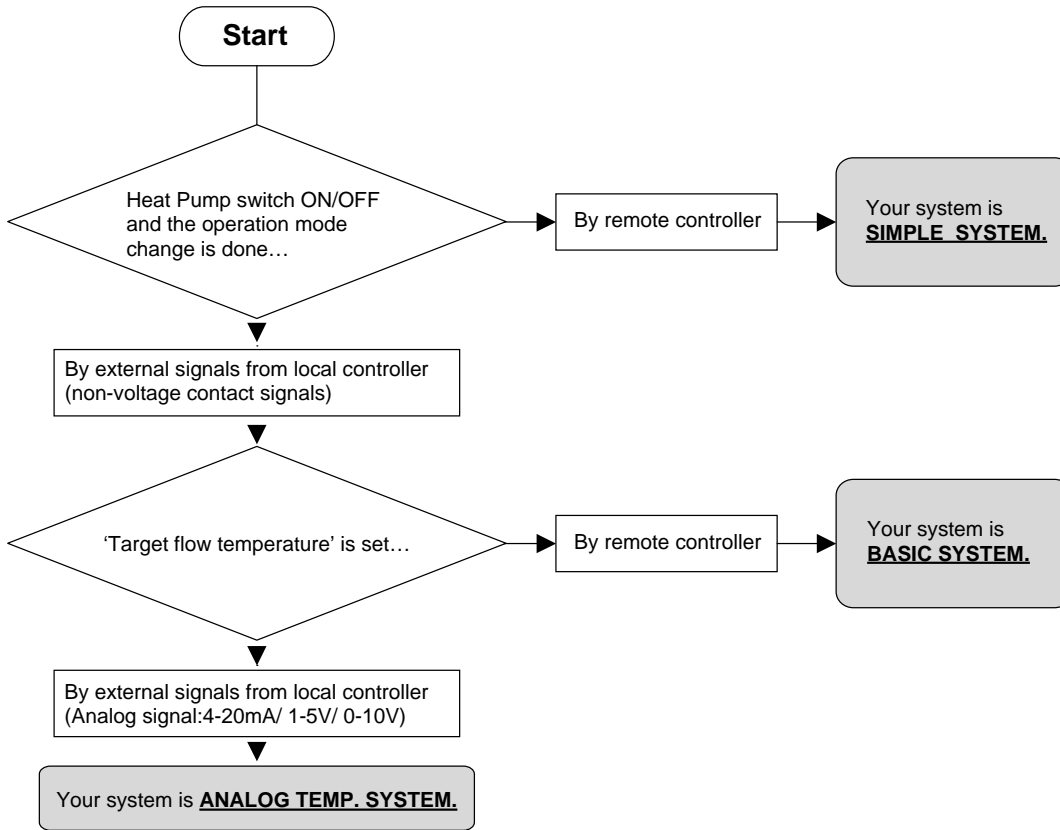 Start
Heat Pump switch ON/OFF
and the operation mode
change is done…
By remote controller
Your system is
SIMPLE SYSTEM.
By external signals from local controller
(non-voltage contact signals)
‘Target flow temperature’ is set…
By remote controller
Your system is
BASIC SYSTEM.
By external signals from local controller
(Analog signal:4-20mA/ 1-5V/ 0-10V)
Your system is ANALOG TEMP. SYSTEM.